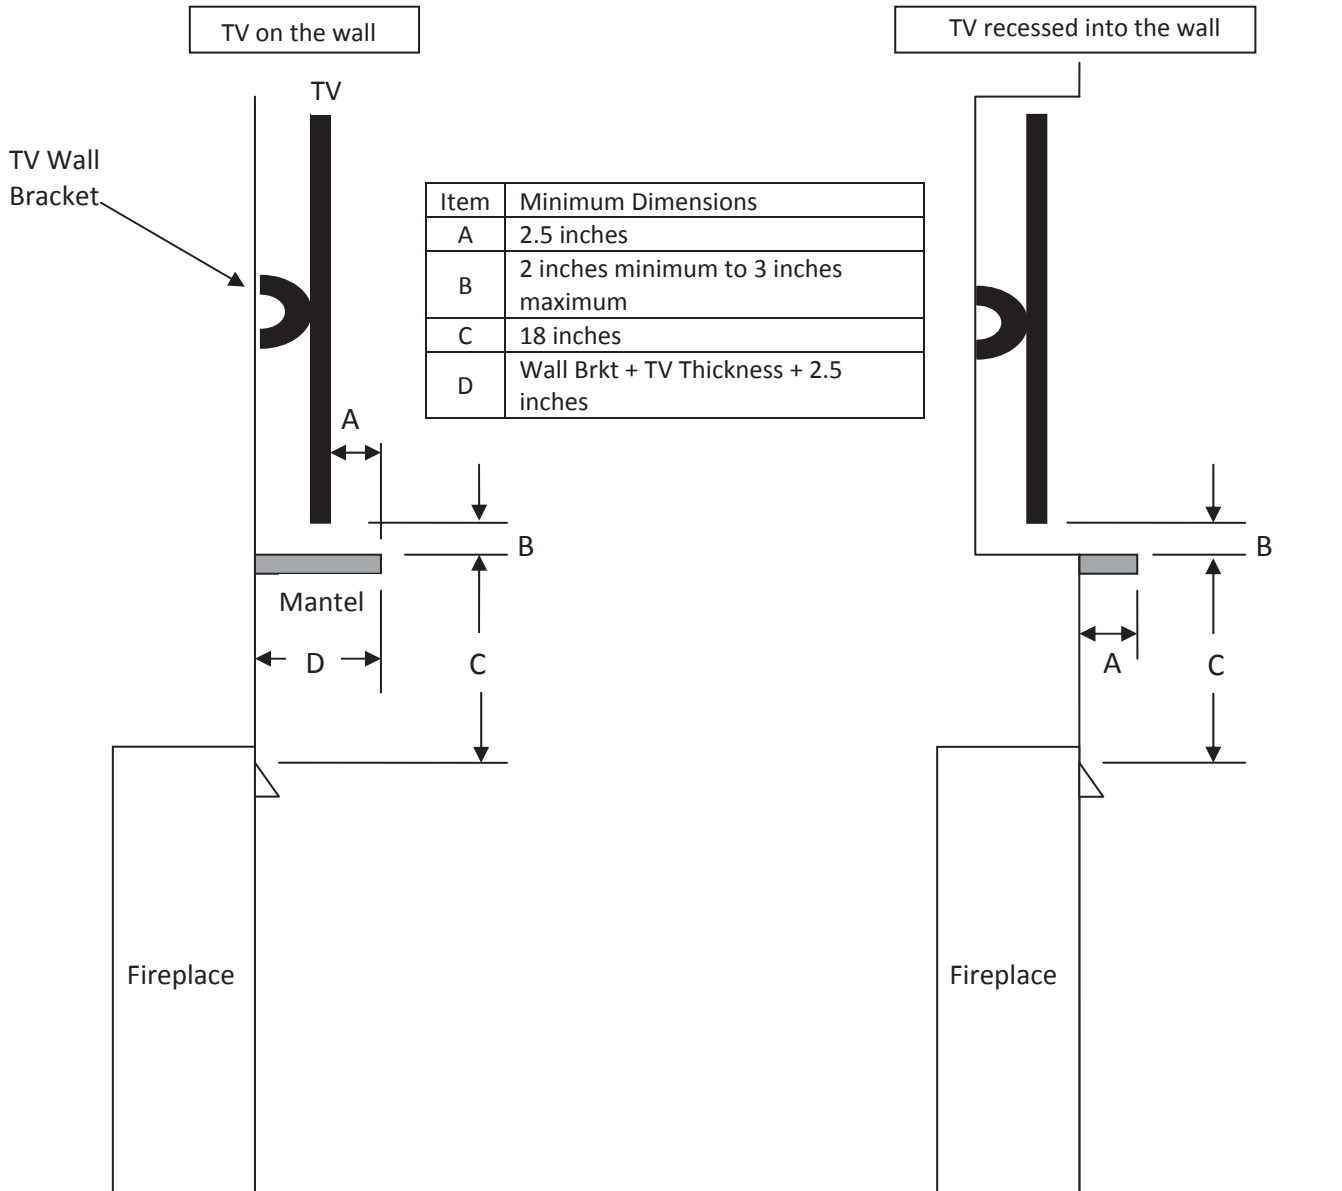 TV on the wall
TV recessed into the wall
TV
TV Wall
Bracket
Item Minimum Dimensions
A 2.5 inches
B 2 inches minimum to 3 inches
maximum
C 18 inches
D Wall Brkt + TV Thickness + 2.5
inches
A
B
Mantel
D
C
B
A
C
Fireplace
Fireplace